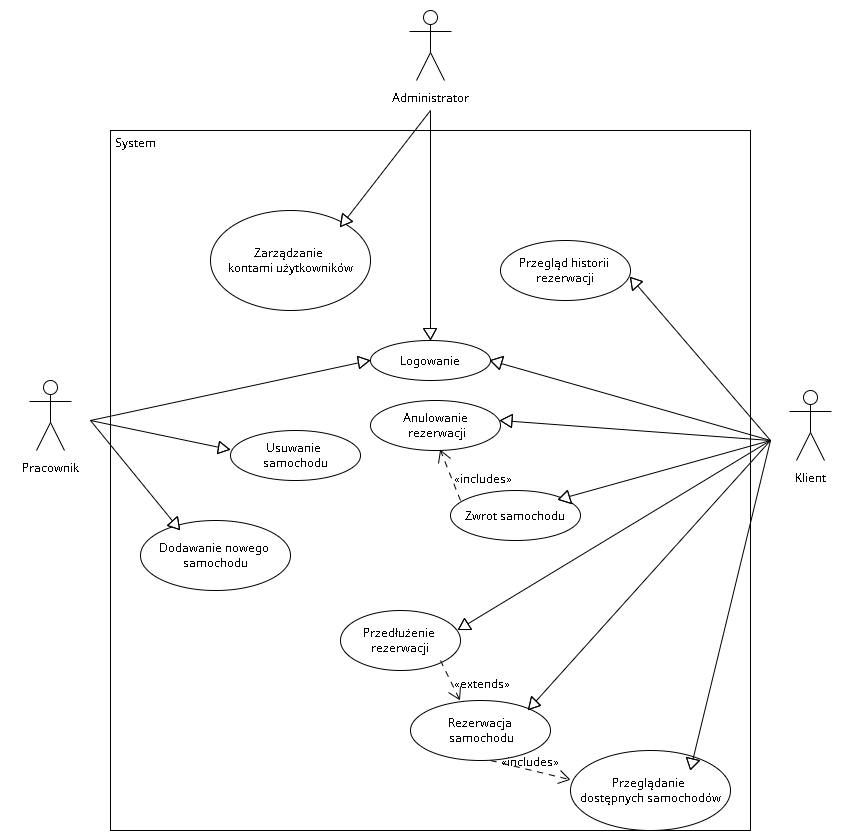 Administrator
System
Zarządzanie
kontami użytkowników
Przegląd historii
rezerwacji
Logowanie
Anulowanie
rezerwacji
Usuwanie
samochodu
Pracownik
Klient
«includes»
Zwrot samochodu
Dodawanie nowego
samochodu
Przedłużenie
rezerwacji
«extends»
Rezerwacja
samochodu
«includes»
Przeglądanie
dostępnych samochodów